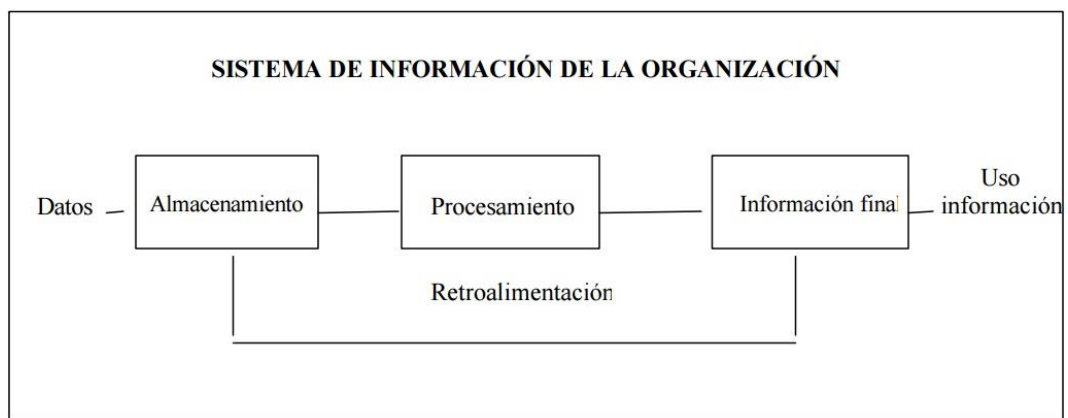 SISTEMA DE INFORMACIÓN DE LA ORGANIZACIÓN
Datos
Almacenamiento
Procesamiento
Información final
Uso
información
Retroalimentación